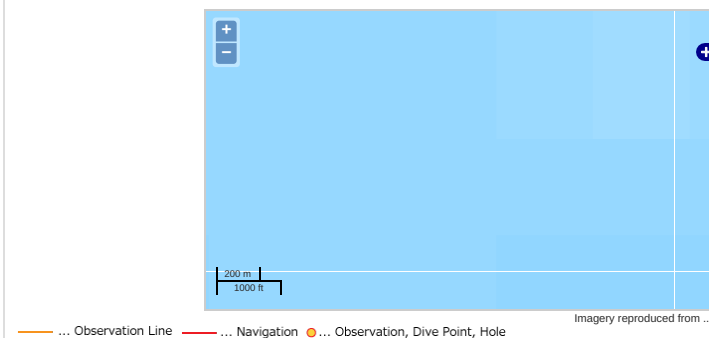 +
−
200 m
1000 ft
Imagery reproduced from ...
... Observation Line ... Navigation ... Observation, Dive Point, Hole